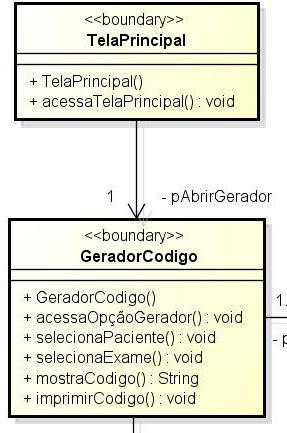 <<boundary>>
TelaPrincipal
+ TelaPrincipal()
+ acessaTelaPrincipal() : void
1 - pAbrirGerador
<<boundary>>
GeradorCodigo
+ GeradorCodigo()
+ acessaOpçãoGerador() : void
+ selecionaPaciente() : void
+ selecionaExame() : void
+ mostraCodigo() : String
+ imprimirCodigo() : void
1.
- p